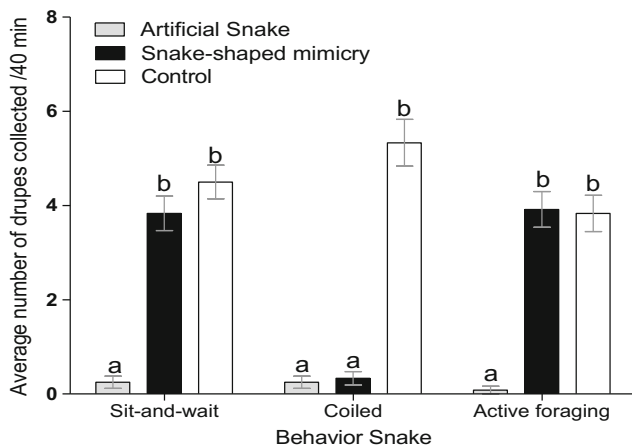 Average number of drupes collected /40 min
8
6
4
2
0
Artificial Snake
Snake-shaped mimicry
Control
a
b
b
a
a
b
a
b
b
Sit-and-wait
Coiled
Active foraging
Behavior Snake